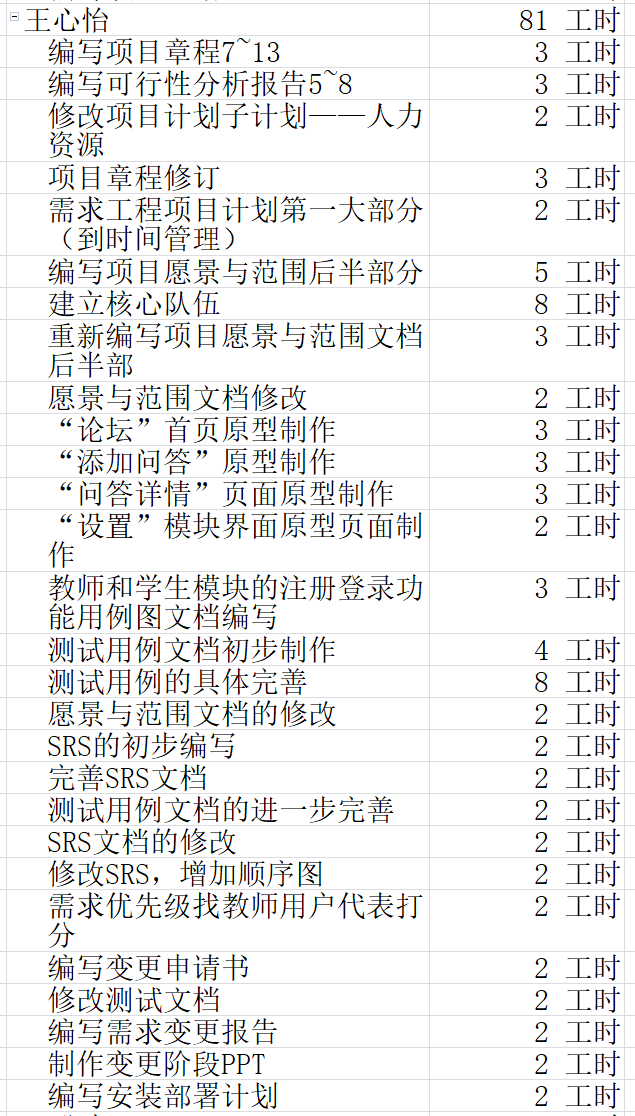 王心怡 81 工时
编写项目章程7~13 3 工时
编写可行性分析报告5~8 3 工时
修改项目计划子计划——人力 2 工时
资源
项目章程修订 3 工时
需求工程项目计划第一大部分 2 工时
（到时间管理）
编写项目愿景与范围后半部分 5 工时
建立核心队伍 8 工时
重新编写项目愿景与范围文档 3 工时
后半部
愿景与范围文档修改 2 工时
“论坛”首页原型制作 3 工时
“添加问答”原型制作 3 工时
“问答详情”页面原型制作 3 工时
“设置”模块界面原型页面制 2 工时
作
教师和学生模块的注册登录功 3 工时
能用例图文档编写
测试用例文档初步制作 4 工时
测试用例的具体完善 8 工时
愿景与范围文档的修改 2 工时
SRS的初步编写 2 工时
完善SRS文档 2 工时
测试用例文档的进一步完善 2 工时
SRS文档的修改 2 工时
修改SRS，增加顺序图 2 工时
需求优先级找教师用户代表打 2 工时
分
编写变更申请书 2 工时
修改测试文档 2 工时
编写需求变更报告 2 工时
制作变更阶段PPT 2 工时
编写安装部署计划 2 工时